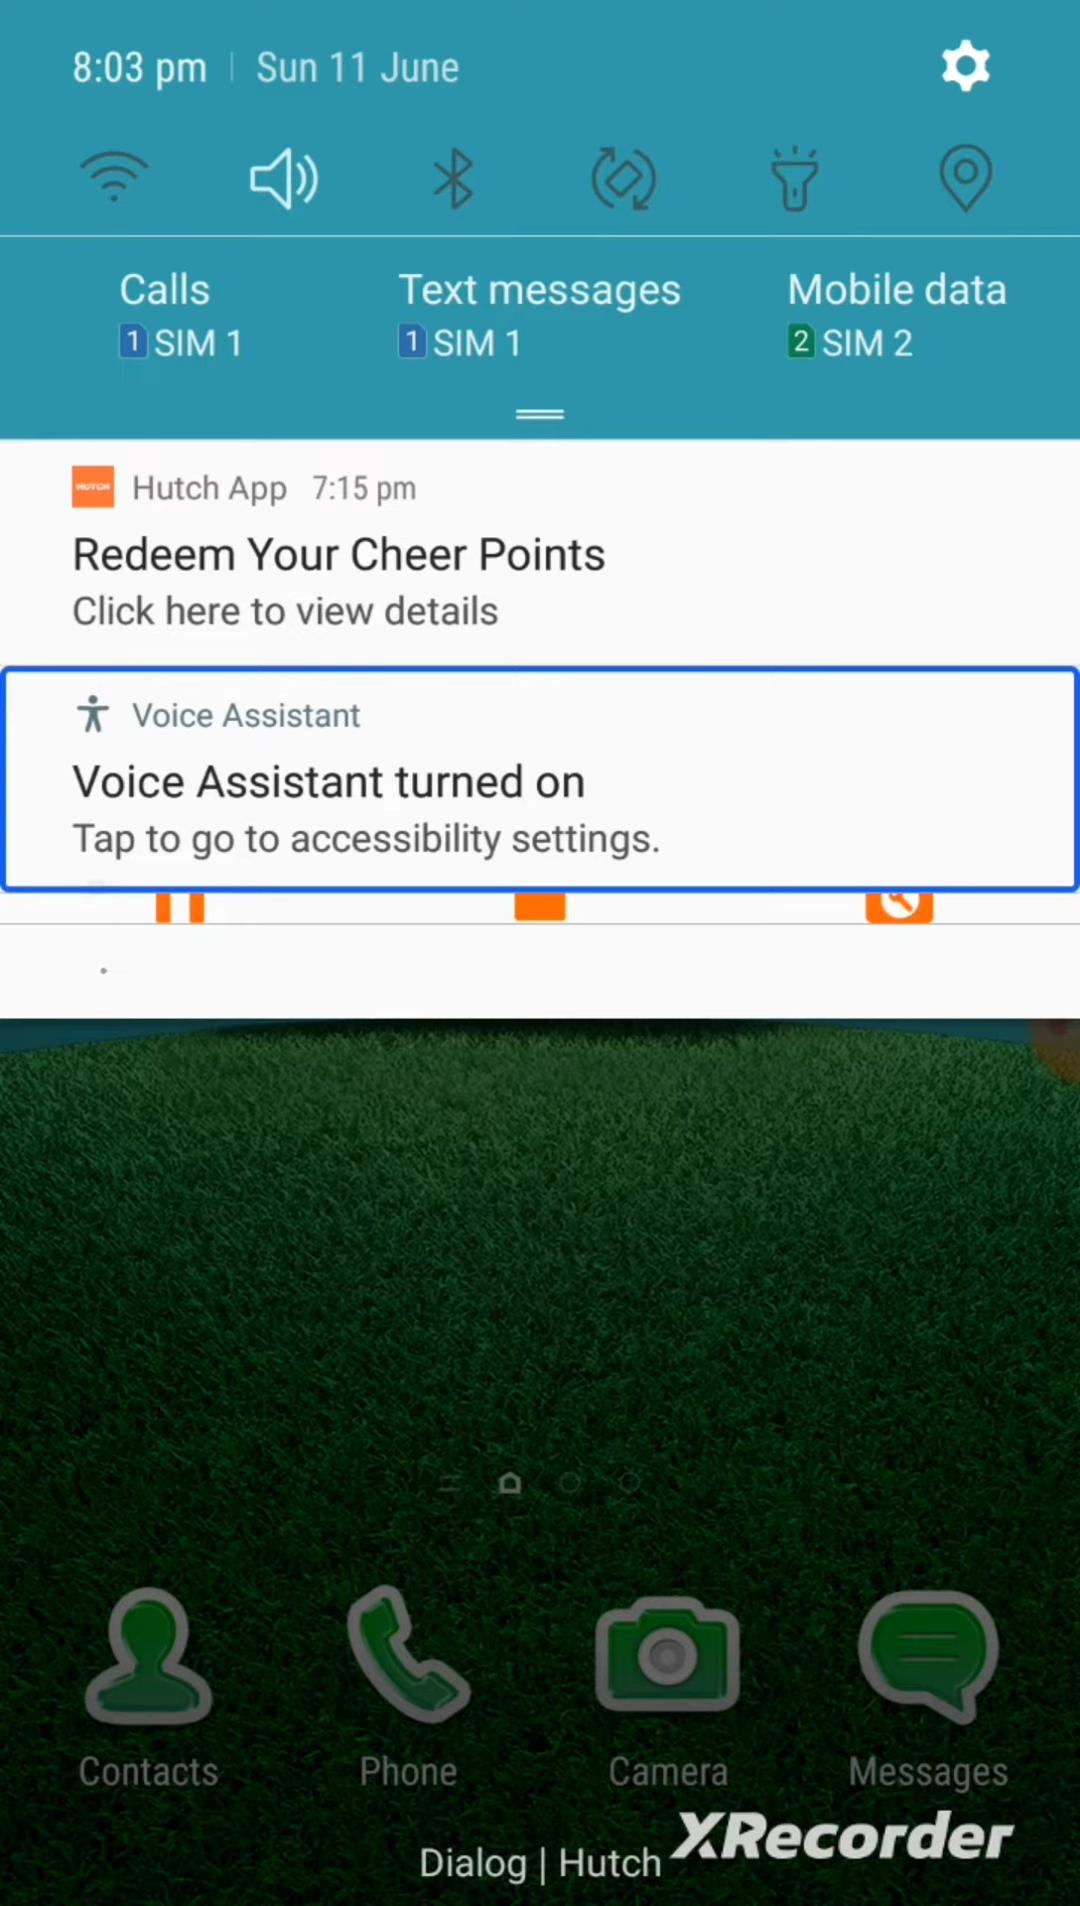 8:03 pm | Sun 11 June
Calls
1 SIM 1
Text messages
1 SIM 1
Mobile data
2 SIM 2
HUTCH Hutch App 7:15 pm
Redeem Your Cheer Points
Click here to view details
Voice Assistant
Voice Assistant turned on
Tap to go to accessibility settings.
Contacts
Phone
Camera
Messages
XRecorder
Dialog | Hutch